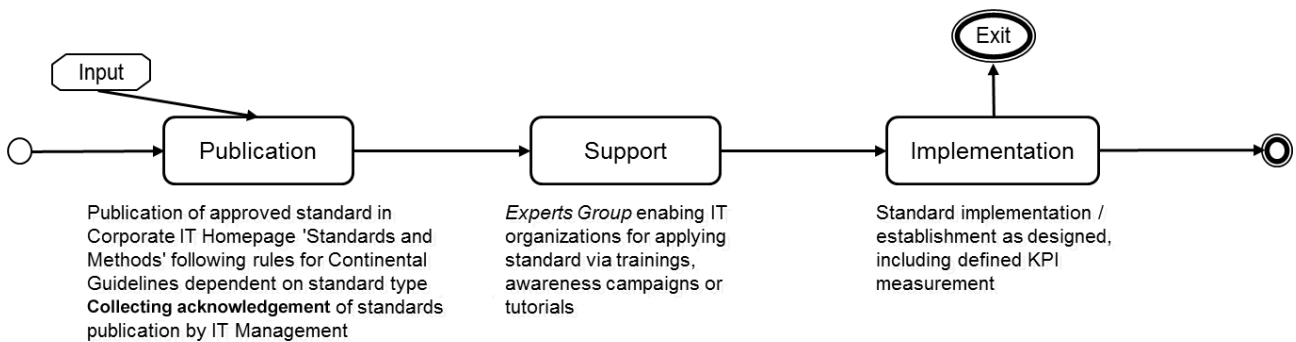 Exit
Input
Publication
Support
Implementation
Publication of approved standard in
Corporate IT Homepage 'Standards and
Methods' following rules for Continental
Guidelines dependent on standard type
Collecting acknowledgement of standards
publication by IT Management
Experts Group enabing IT
organizations for applying
standard via trainings,
awareness campaigns or
tutorials
Standard implementation /
establishment as designed,
including defined KPI
measurement